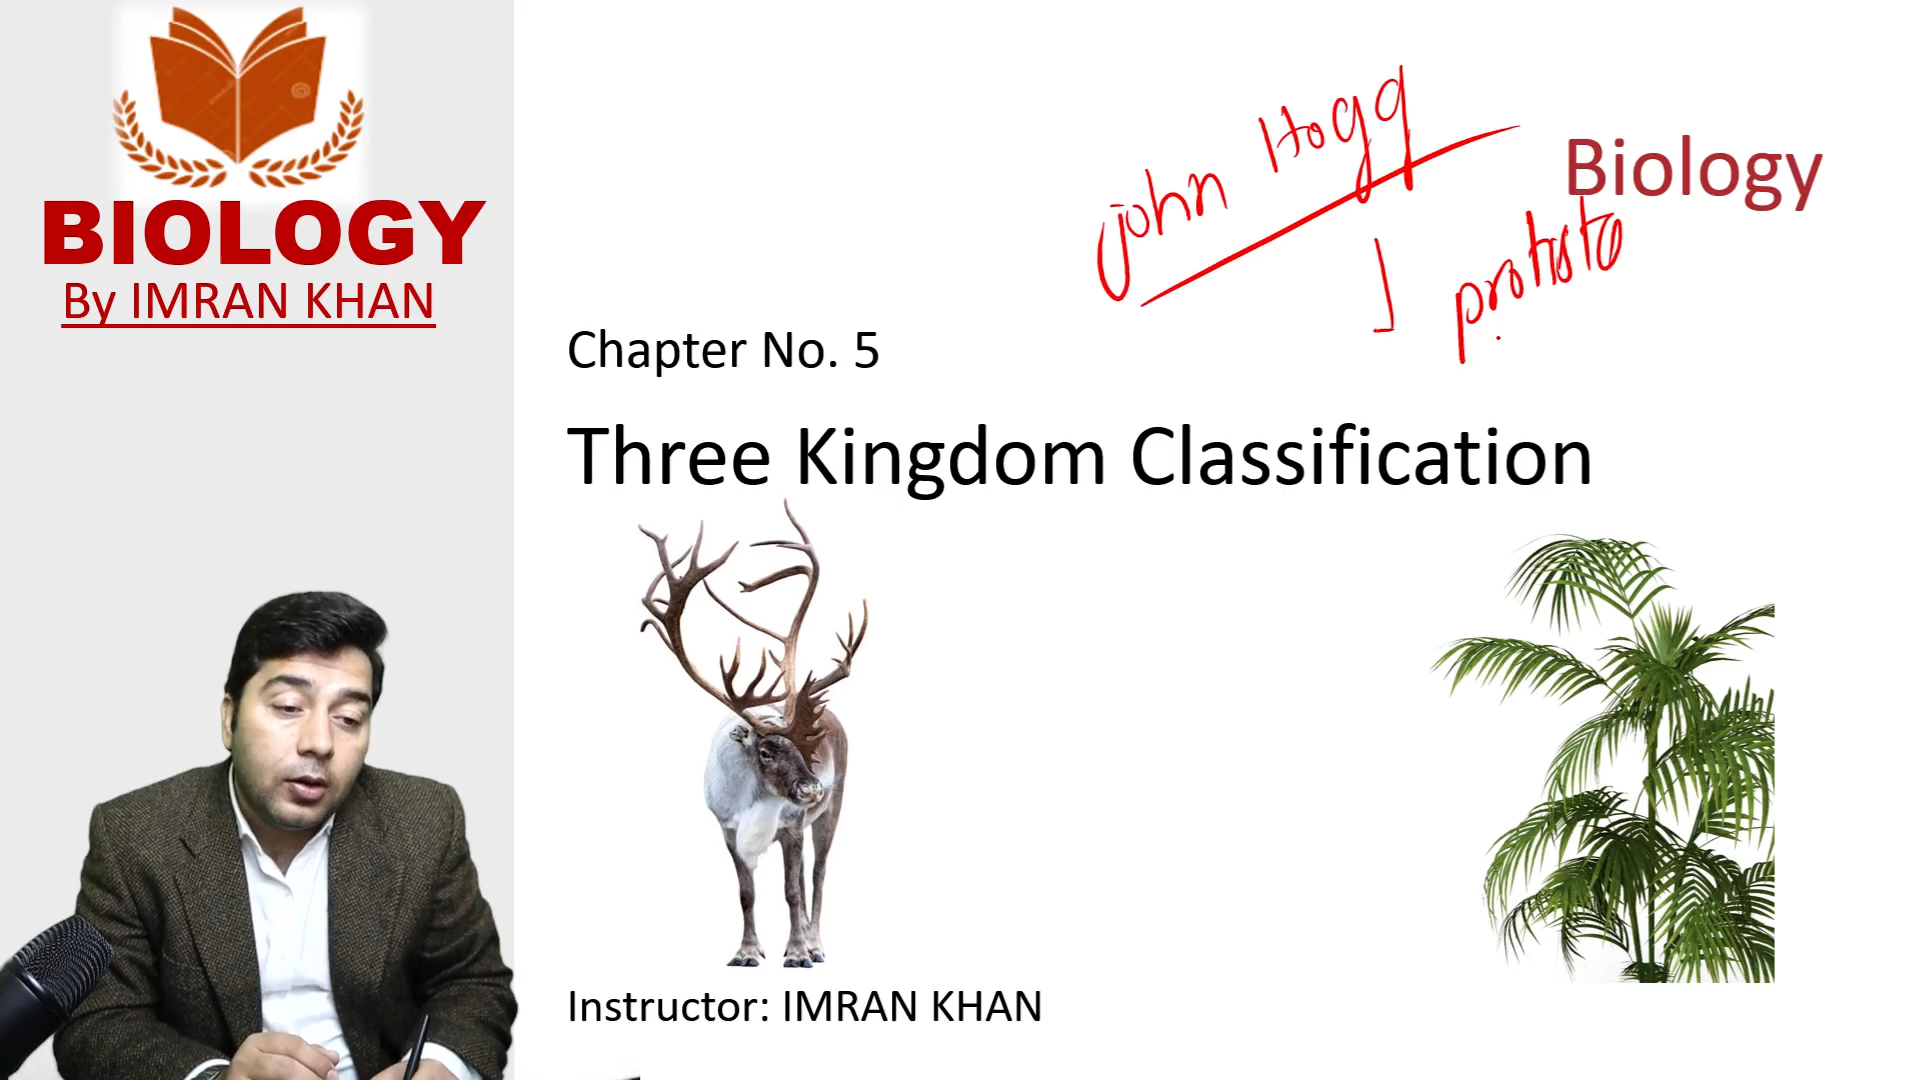 BIOLOGY
By IMRAN KHAN
john Hogg
Biology
protista
Chapter No. 5
Three Kingdom Classification
Instructor: IMRAN KHAN